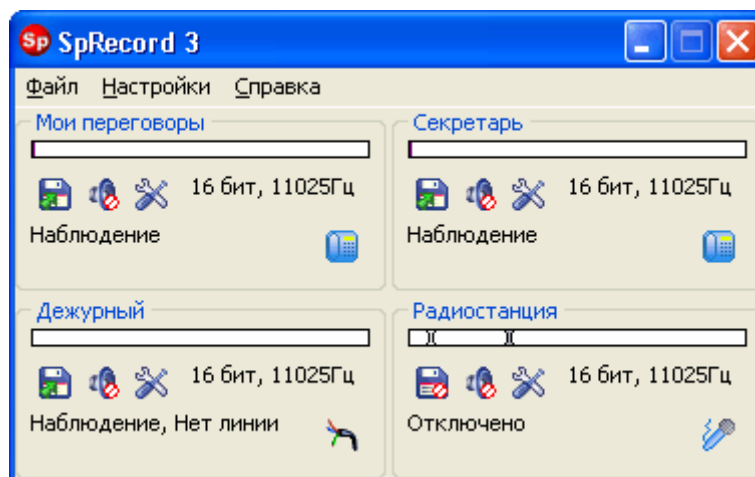 Sp SpRecord 3
Файл Настройки Справка
Мои переговоры
16 бит, 11025Гц
Наблюдение
Секретарь
16 бит, 11025Гц
Наблюдение
Дежурный
16 бит, 11025Гц
Наблюдение, Нет линии
Радиостанция
16 бит, 11025Гц
Отключено